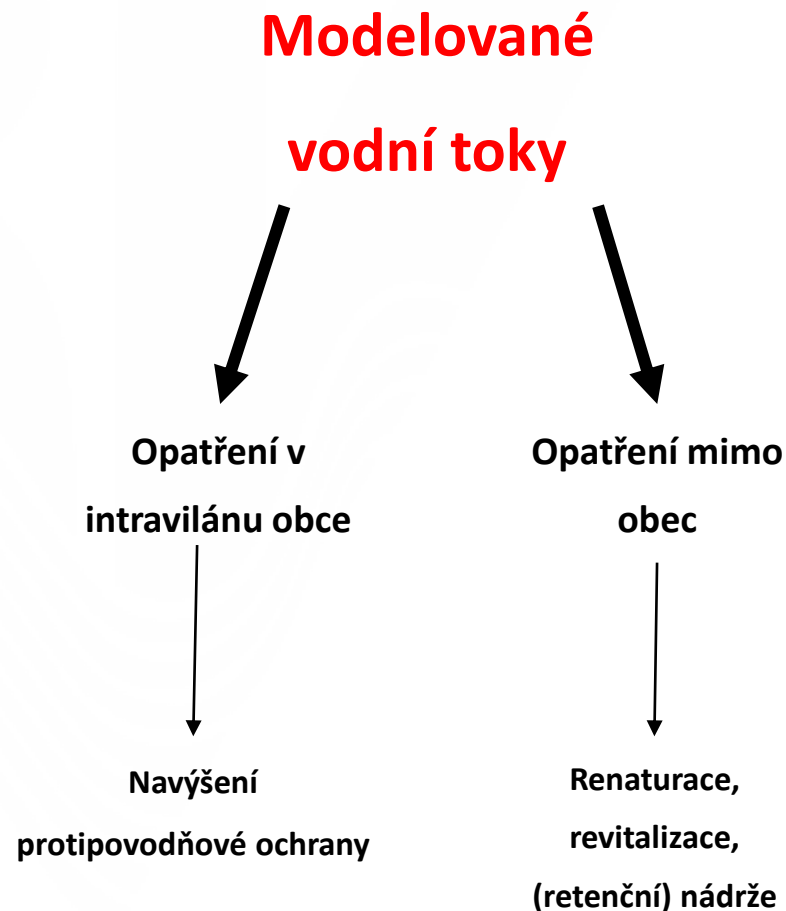 Modelované
vodní toky
Opatření v
intravilánu obce
Opatření mimo
obec
Navýšení
protipovodňové ochrany
Renaturace,
revitalizace,
(retenční) nádrže